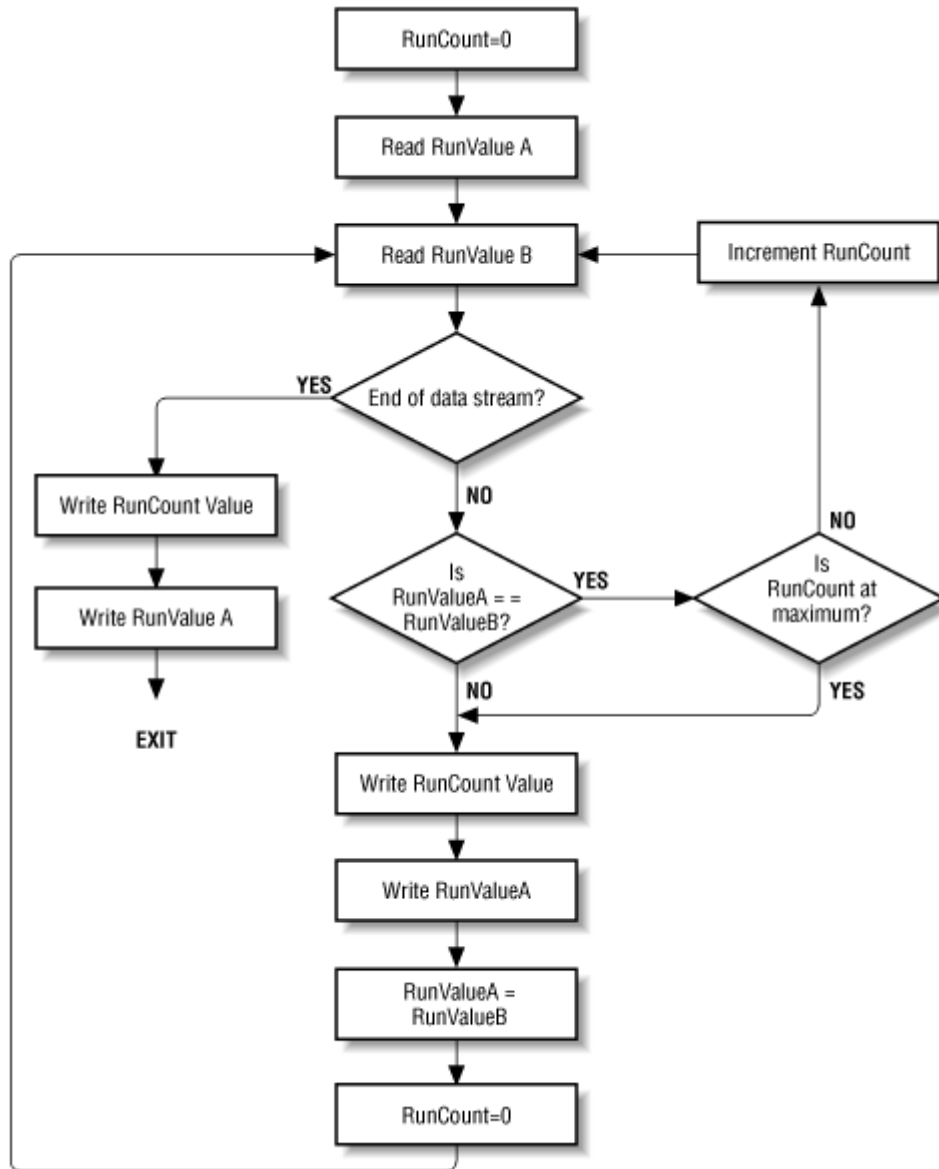 RunCount=0
Read RunValue A
Read RunValue B
Increment RunCount
End of data stream?
YES
NO
Write RunCount Value
Write RunValue A
EXIT
Is
RunValueA = =
RunValueB?
YES
NO
Is
RunCount at
maximum?
NO
YES
Write RunCount Value
Write RunValueA
RunValueA =
RunValueB
RunCount=0